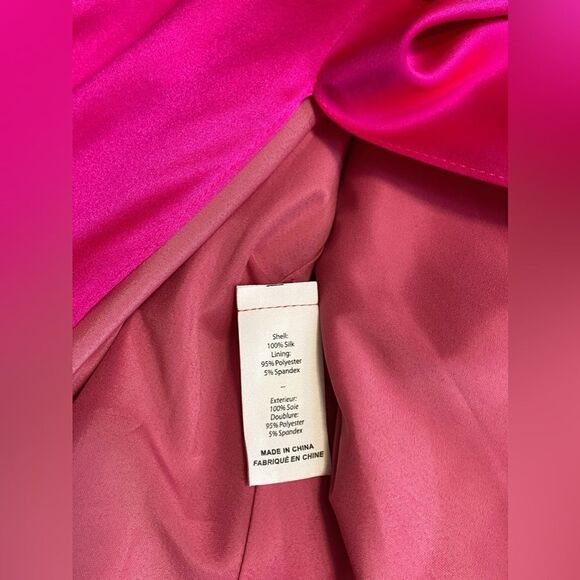 Shell:
100% Silk
Lining:
95% Polyester
5% Spandex
--
Exterieur:
100% Soie
Doublure:
95% Polyester
5% Spandex
MADE IN CHINA
FABRIQUÉ EN CHINE